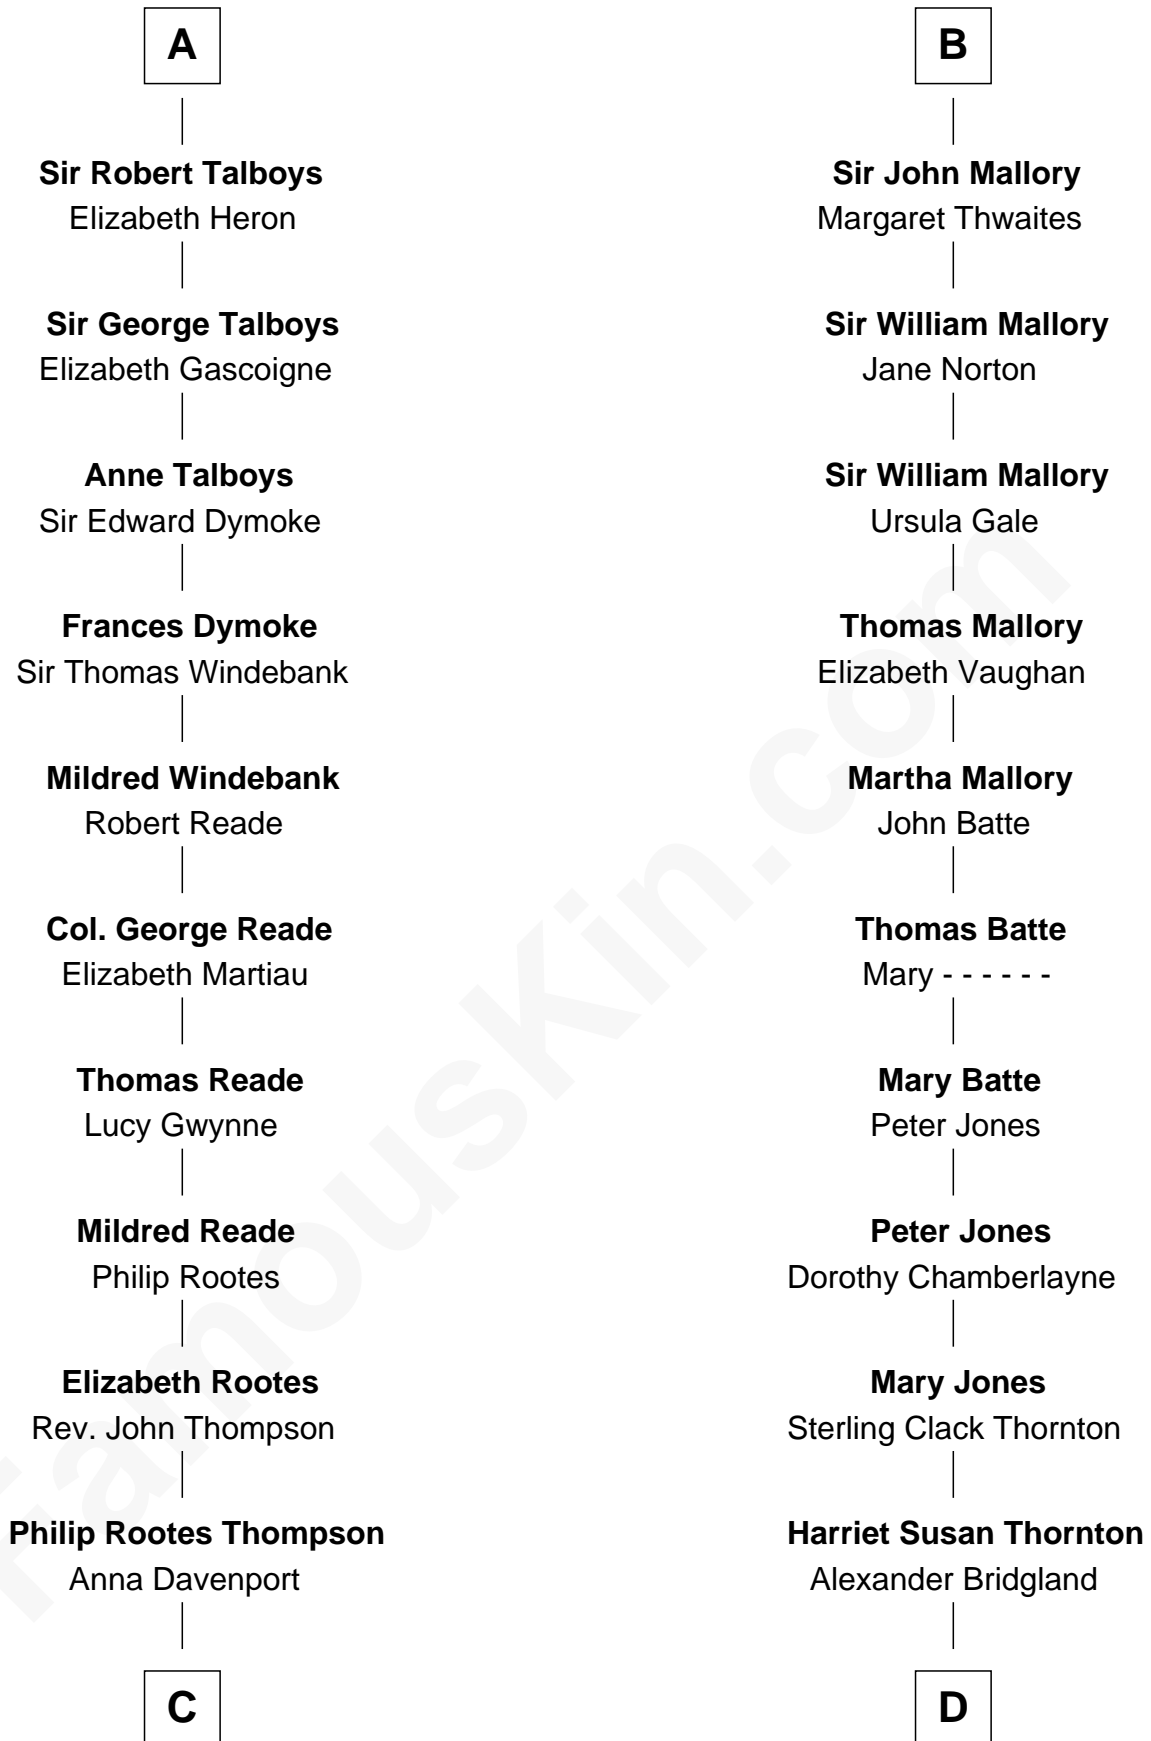 A
Sir Robert Talboys
Elizabeth Heron
Sir George Talboys
Elizabeth Gascoigne
Anne Talboys
Sir Edward Dymoke
Frances Dymoke
Sir Thomas Windebank
Mildred Windebank
Robert Reade
Col. George Reade
Elizabeth Martiau
Thomas Reade
Lucy Gwynne
Mildred Reade
Philip Rootes
Elizabeth Rootes
Rev. John Thompson
Philip Rootes Thompson
Anna Davenport
C
B
Sir John Mallory
Margaret Thwaites
Sir William Mallory
Jane Norton
Sir William Mallory
Ursula Gale
Thomas Mallory
Elizabeth Vaughan
Martha Mallory
John Batte
Thomas Batte
Mary - - - - - -
Mary Batte
Peter Jones
Peter Jones
Dorothy Chamberlayne
Mary Jones
Sterling Clack Thornton
Harriet Susan Thornton
Alexander Bridgland
D
FamousKin.com